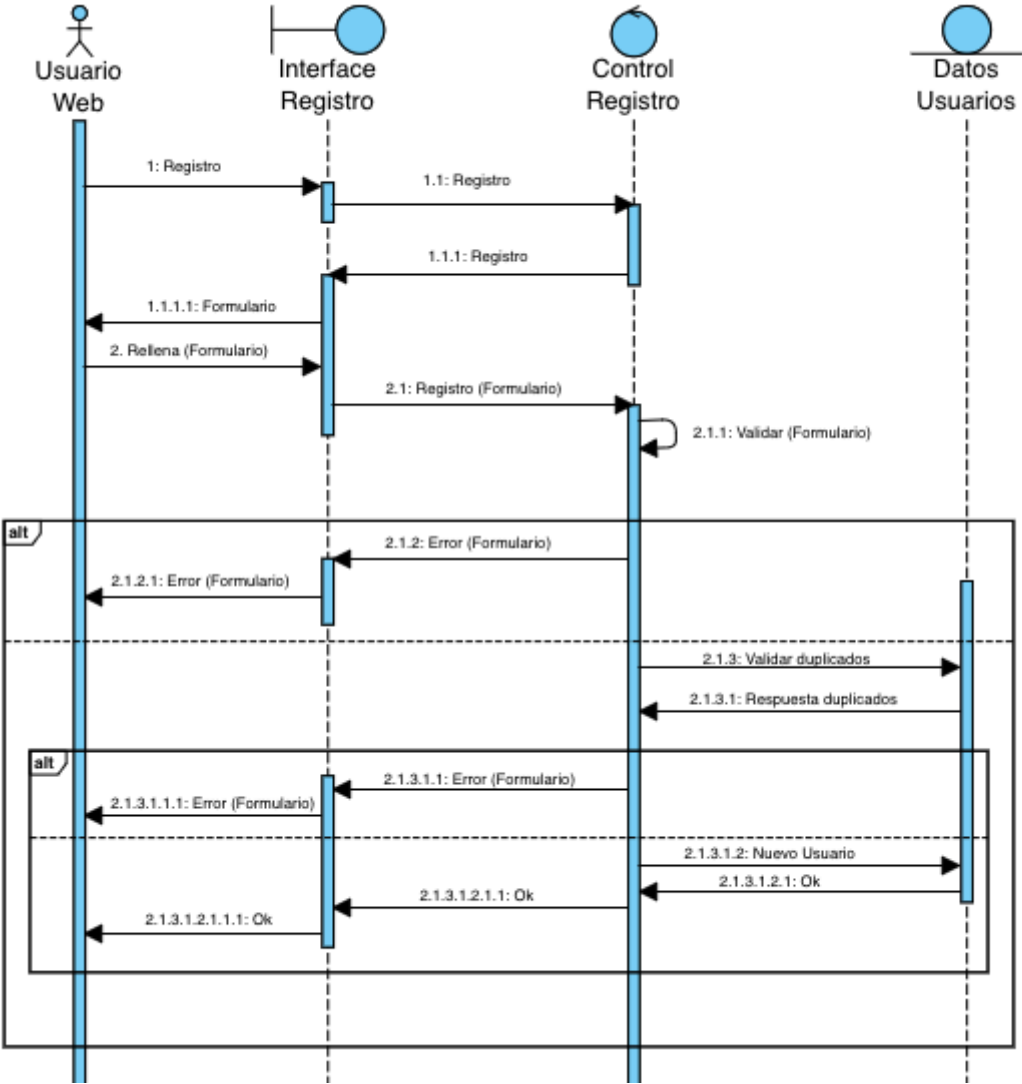 Usuario
Web
Interface
Registro
Control
Registro
Datos
Usuarios
1: Registro
1.1: Registro
1.1.1: Registro
1.1.1.1: Formulario
2. Rellena (Formulario)
2.1: Registro (Formulario)
2.1.1: Validar (Formulario)
alt
2.1.2: Error (Formulario)
2.1.2.1: Error (Formulario)
2.1.3: Validar duplicados
2.1.3.1: Respuesta duplicados
alt
2.1.3.1.1: Error (Formulario)
2.1.3.1.1.1: Error (Formulario)
2.1.3.1.2: Nuevo Usuario
2.1.3.1.2.1: Ok
2.1.3.1.2.1.1: Ok
2.1.3.1.2.1.1.1: Ok